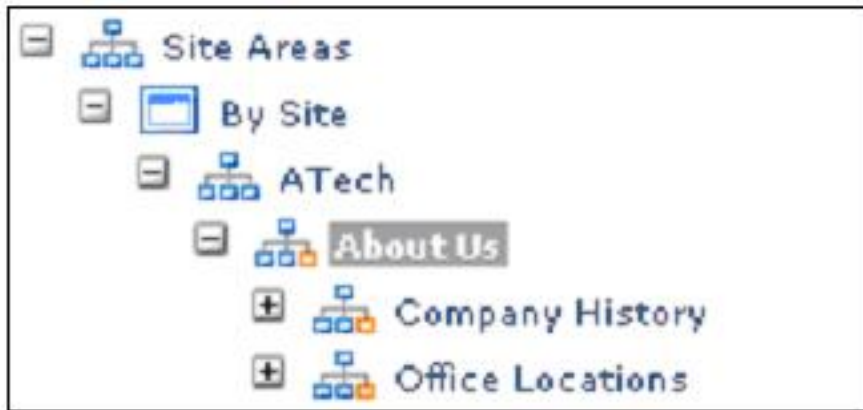 Site Areas
By Site
ATech
About Us
Company History
Office Locations